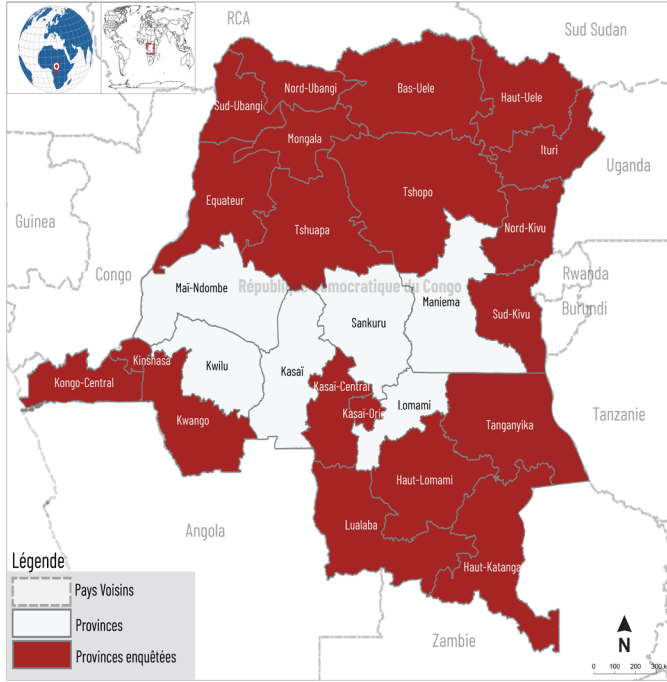 RCA
Sud Sudan
Nord-Ubangi
Bas-Uele
Sud-Ubangi
Haut-Uele
Mongala
Ituri
Uganda
Equateur
Tshopo
Guinea
Tshuapa
Nord-Kivu
Congo
Rwanda
Maï-Ndombe
République Démocratique du Congo
Maniema
Burundi
Sankuru
Sud-Kivu
Kinshasa
Kwilu
Kasaï
Kongo-Central
Kasaï-Central
Lomami
Kasaï-Ori
Kwango
Tanganyika
Tanzanie
Haut-Lomami
Lualaba
Angola
Haut-Katanga
Légende
Pays Voisins
Provinces
Provinces enquêtées
Zambie
N
0 100 200 300 k